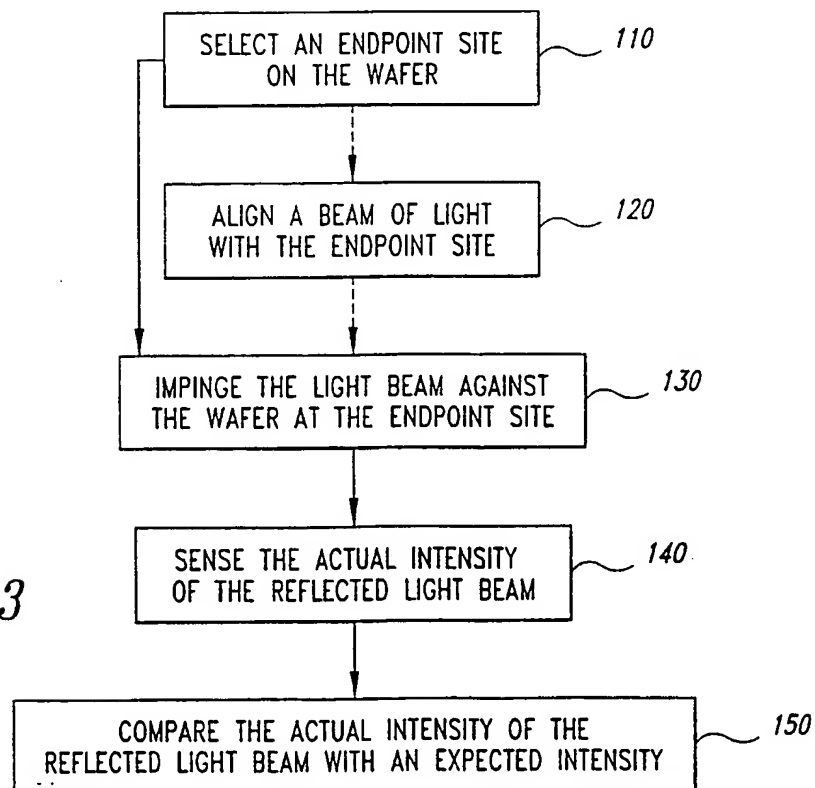 SELECT AN ENDPOINT SITE
ON THE WAFER
110
ALIGN A BEAM OF LIGHT
WITH THE ENDPOINT SITE
120
IMPINGE THE LIGHT BEAM AGAINST
THE WAFER AT THE ENDPOINT SITE
130
SENSE THE ACTUAL INTENSITY
OF THE REFLECTED LIGHT BEAM
140
3
COMPARE THE ACTUAL INTENSITY OF THE
REFLECTED LIGHT BEAM WITH AN EXPECTED INTENSITY
150